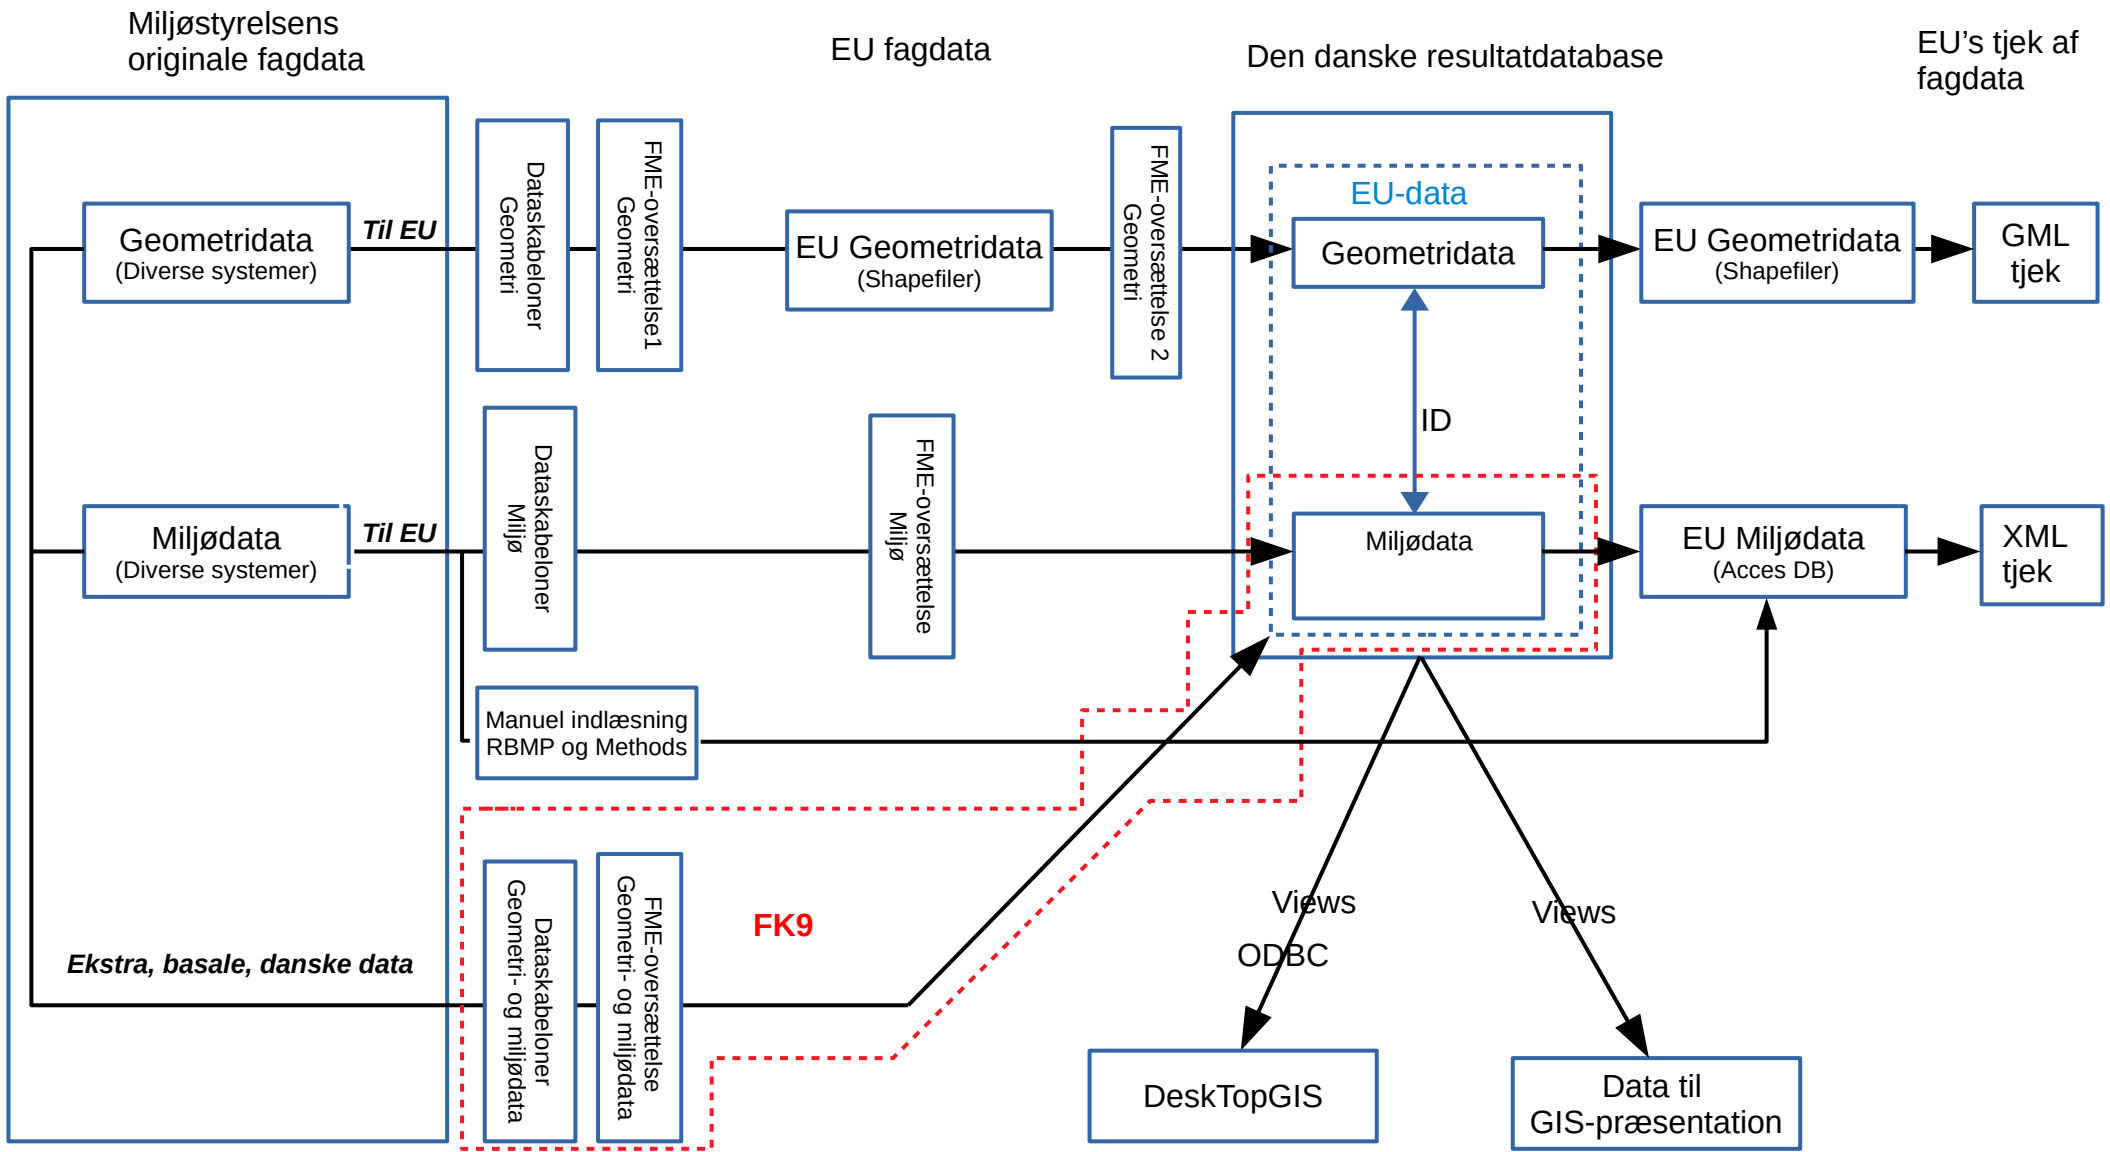 Miljøstyrelsens
originale fagdata
EU fagdata
Den danske resultatdatabase
EU’s tjek af
fagdata
Geometridata
(Diverse systemer)
Til EU
Dataskabeloner
Geometri
FME-oversættelse1
Geometri
EU Geometridata
(Shapefiler)
FME-oversættelse 2
Geometri
EU-data
Geometridata
EU Geometridata
(Shapefiler)
GML
tjek
ID
Miljødata
(Diverse systemer)
Til EU
Dataskabeloner
Miljø
FME-oversættelse
Miljø
Miljødata
EU Miljødata
(Acces DB)
XML
tjek
Manuel indlæsning
RBMP og Methods
Ekstra, basale, danske data
Dataskabeloner
Geometri- og miljødata
FME-oversættelse
Geometri- og miljødata
FK9
Views
ODBC
Views
DeskTopGIS
Data til
GIS-præsentation